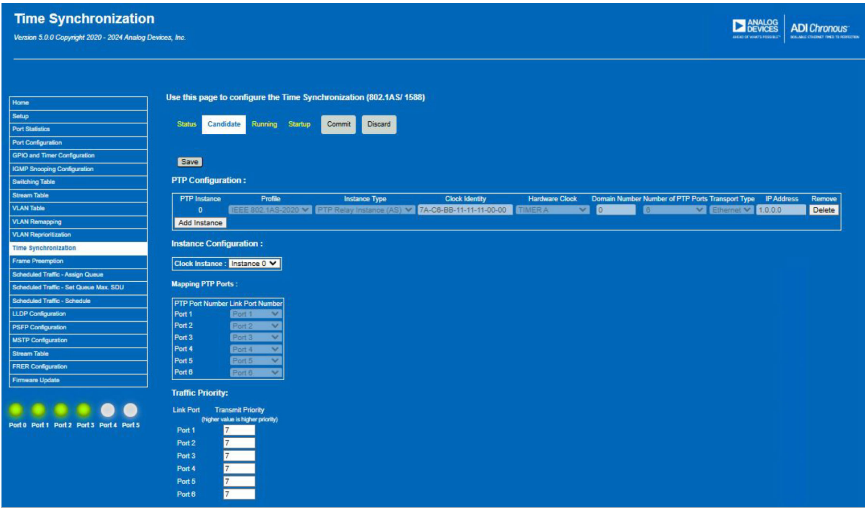 Time Synchronization
Version 5.0.0 Copyright 2020 - 2024 Analog Devices, Inc.
ANALOG
DEVICES
AHEAD OF WHAT'S POSSIBLE™
ADI Chronous™
Use this page to configure the Time Synchronization (802.1AS/ 1588)
Home
Setup
Port Statistics
Port Configuration
GPIO and Timer Configuration
IGMP Snooping Configuration
Switching Table
Stream Table
VLAN Table
VLAN Remapping
VLAN Reprioritization
Time Synchronization
Frame Preemption
Scheduled Traffic - Assign Queue
Scheduled Traffic - Set Queue Max. SDU
Scheduled Traffic - Schedule
LLDP Configuration
PSFP Configuration
MSTP Configuration
Stream Table
FRER Configuration
Firmware Update
Port 0 Port 1 Port 2 Port 3 Port 4 Port 5
Status Candidate Running Startup Commit Discard
Save
PTP Configuration :
PTP Instance Profile Instance Type Clock Identity Hardware Clock Domain Number Number of PTP Ports Transport Type IP Address Remove
0 IEEE 802.1AS-2020 PTP Relay Instance (AS) 7A-C6-BB-11-11-11-00-00 TIMER A 0 6 Ethernet 1.0.0.0 Delete
Add Instance
Instance Configuration :
Clock Instance : Instance 0
Mapping PTP Ports :
PTP Port Number Link Port Number
Port 1 Port 1
Port 2 Port 2
Port 3 Port 3
Port 4 Port 4
Port 5 Port 5
Port 6 Port 6
Traffic Priority:
Link Port Transmit Priority
(higher value is higher priority)
Port 1 7
Port 2 7
Port 3 7
Port 4 7
Port 5 7
Port 6 7